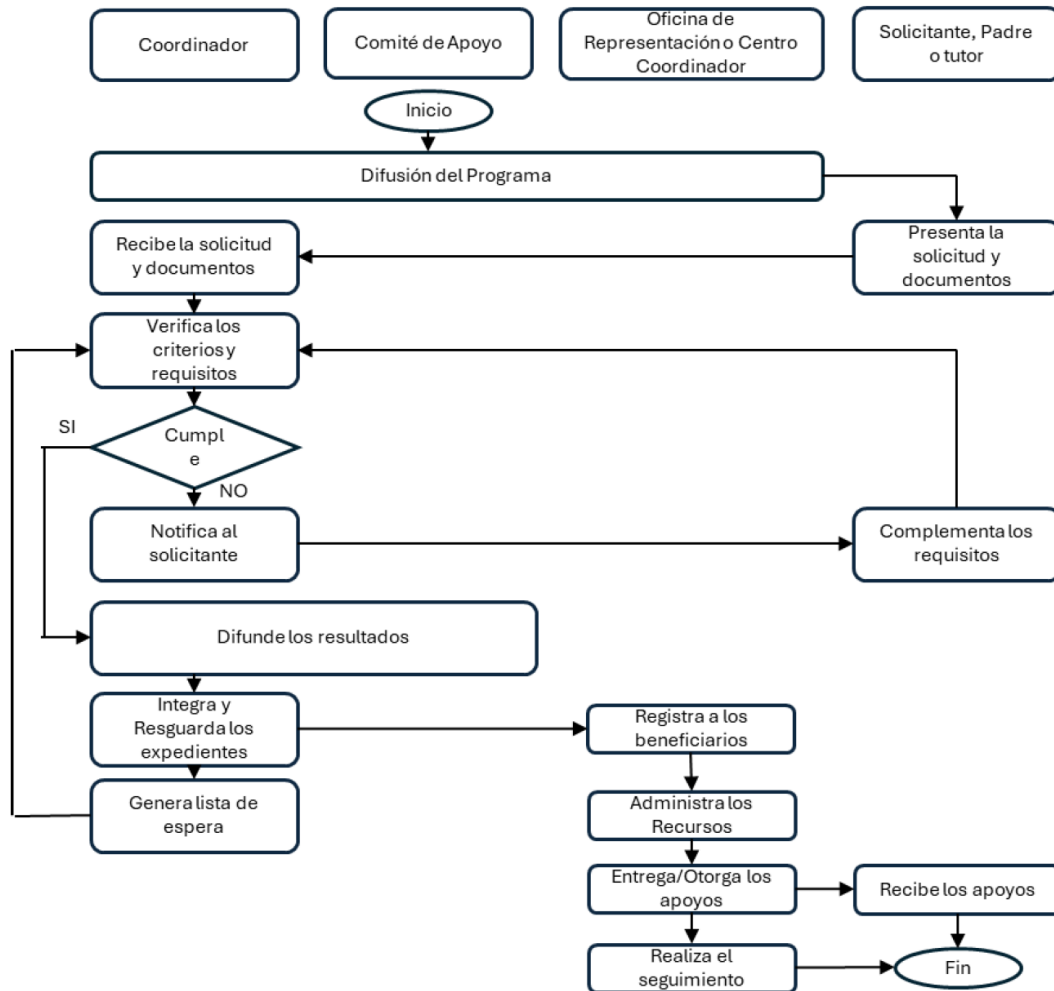 Coordinador
Comité de Apoyo
Oficina de
Representación o Centro
Coordinador
Solicitante, Padre
o tutor
Inicio
Difusión del Programa
Recibe la solicitud
y documentos
Presenta la
solicitud y
documentos
Verifica los
criterios y
requisitos
SI
Cumpl
e
NO
Notifica al
solicitante
Complementa los
requisitos
Difunde los resultados
Integra y
Resguarda los
expedientes
Registra a los
beneficiarios
Genera lista de
espera
Administra los
Recursos
Entrega/Otorga los
apoyos
Recibe los apoyos
Realiza el
seguimiento
Fin